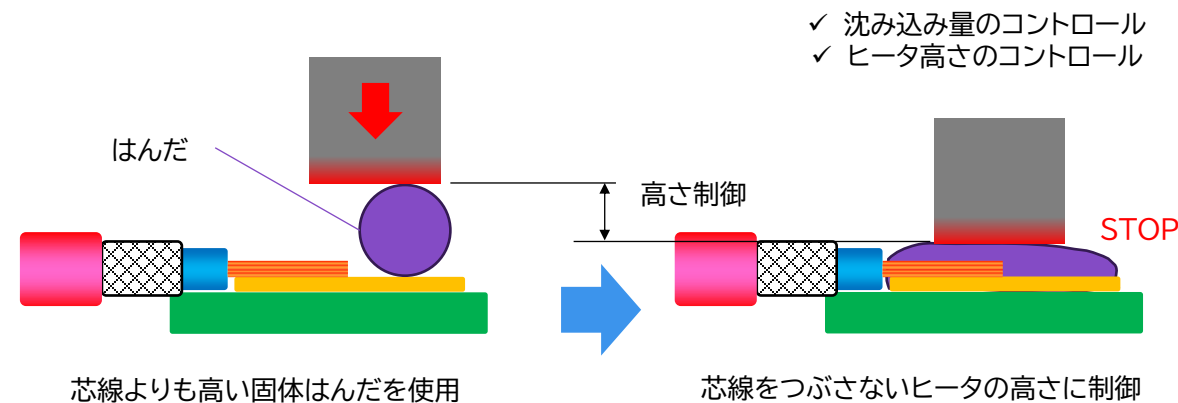 ✓ 沈み込み量のコントロール
✓ ヒータ高さのコントロール
はんだ
高さ制御
STOP
芯線よりも高い固体はんだを使用
芯線をつぶさないヒータの高さに制御